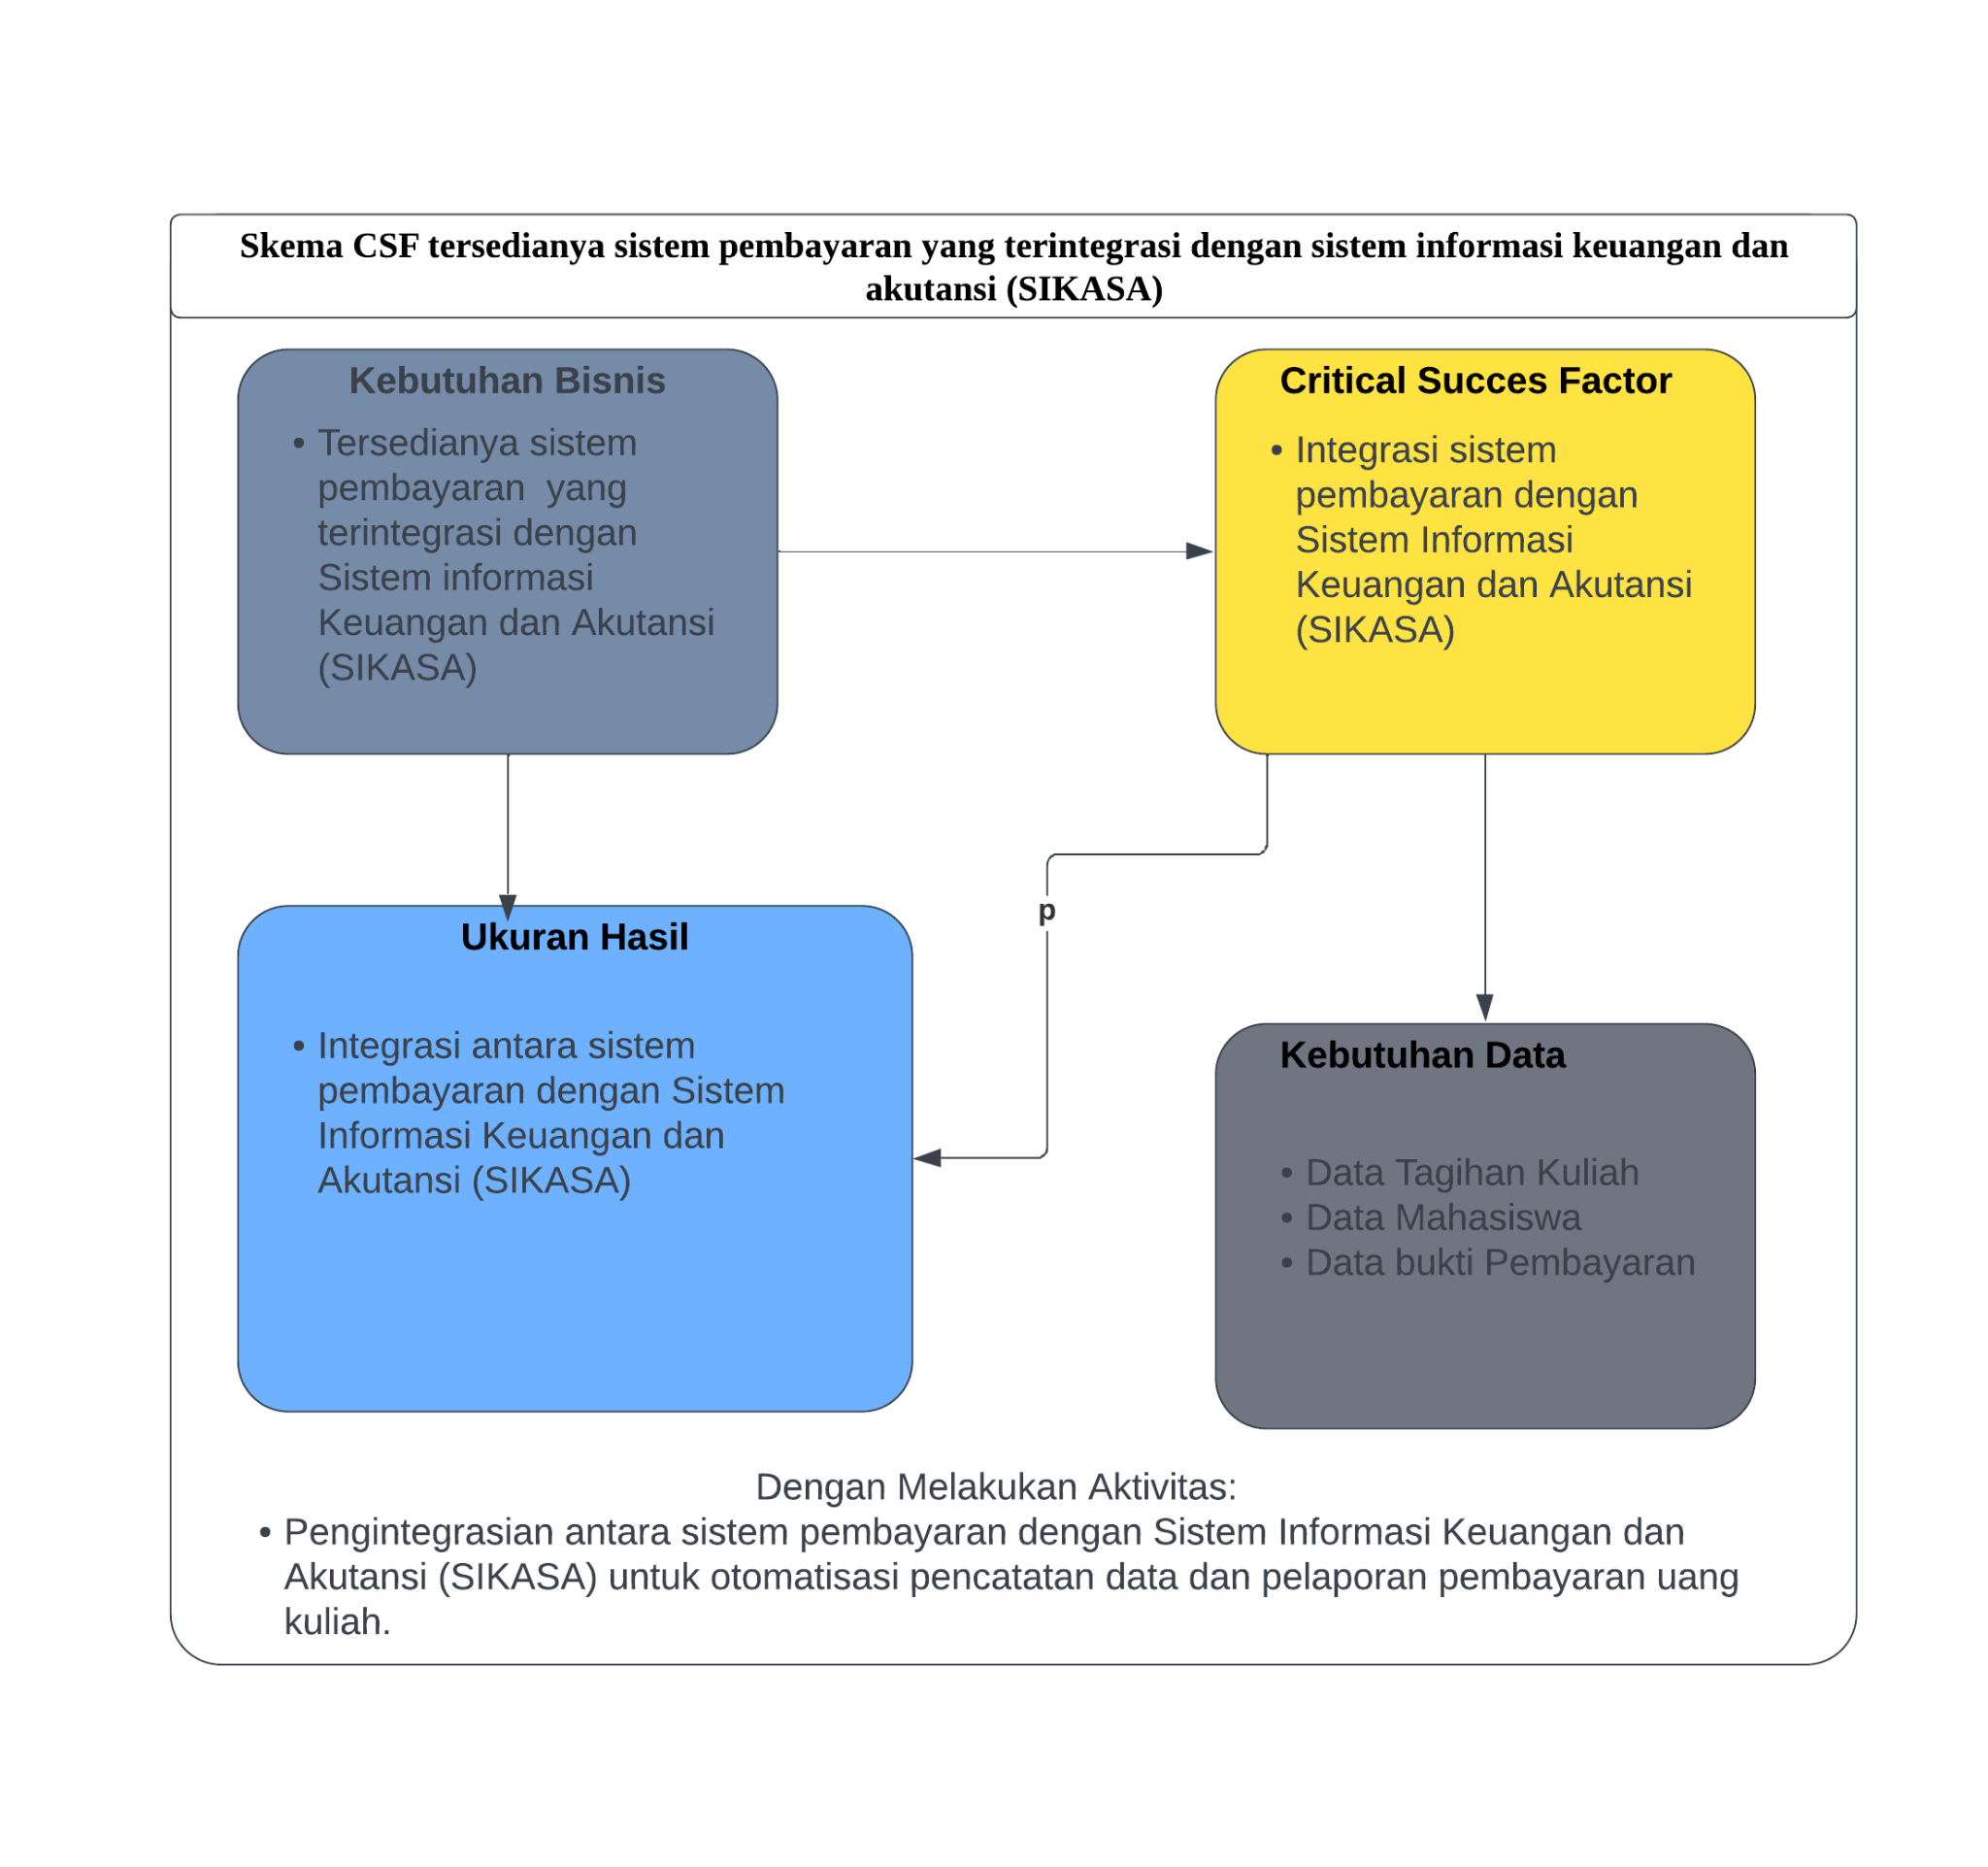 Skema CSF tersedianya sistem pembayaran yang terintegrasi dengan sistem informasi keuangan dan
akutansi (SIKASA)
Kebutuhan Bisnis
• Tersedianya sistem
pembayaran  yang
terintegrasi dengan
Sistem informasi
Keuangan dan Akutansi
(SIKASA)
Critical Succes Factor
• Integrasi sistem
pembayaran dengan
Sistem Informasi
Keuangan dan Akutansi
(SIKASA)
p
Ukuran Hasil
• Integrasi antara sistem
pembayaran dengan Sistem
Informasi Keuangan dan
Akutansi (SIKASA)
Kebutuhan Data
• Data Tagihan Kuliah
• Data Mahasiswa
• Data bukti Pembayaran
Dengan Melakukan Aktivitas:
• Pengintegrasian antara sistem pembayaran dengan Sistem Informasi Keuangan dan
Akutansi (SIKASA) untuk otomatisasi pencatatan data dan pelaporan pembayaran uang
kuliah.